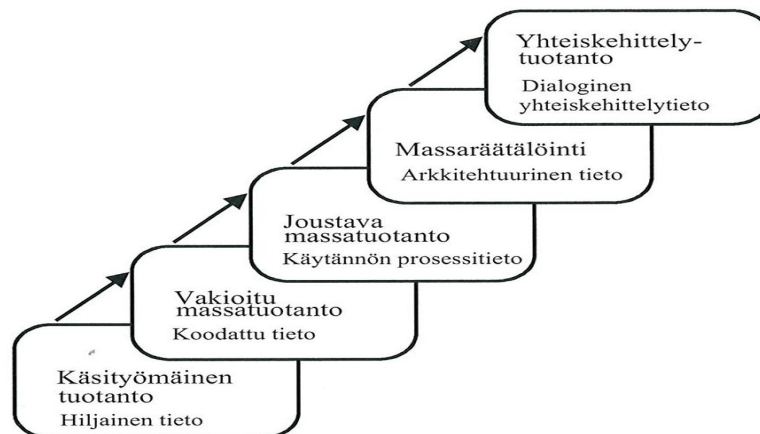 Yhteiskehittely-
tuotanto
Dialoginen
yhteiskehittelytieto
Massaräätälöinti
Arkkitehtuurinen tieto
Joustava
massatuotanto
Käytännön prosessitieto
Vakioitu
massatuotanto
Koodattu tieto
Käsityömäinen
tuotanto
Hiljainen tieto